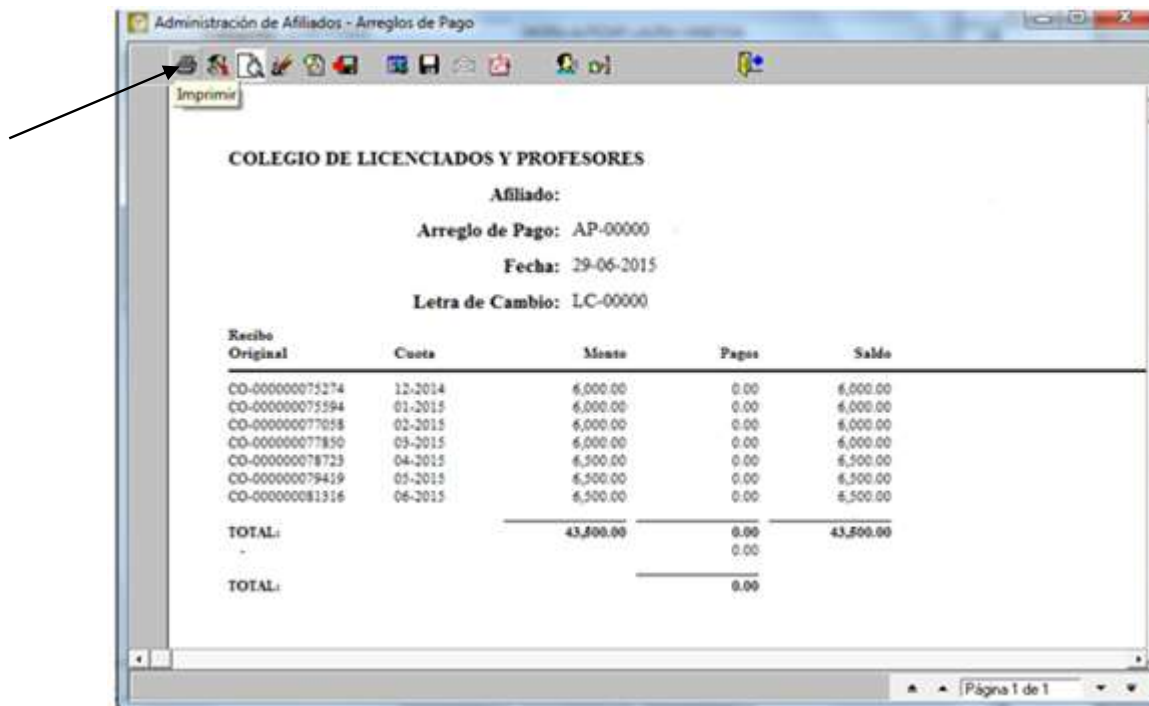 Administración de Afiliados - Arreglos de Pago
Imprimir
COLEGIO DE LICENCIADOS Y PROFESORES
Afiliado:
Arreglo de Pago: AP-00000
Fecha: 29-06-2015
Letra de Cambio: LC-00000
Recibo
Original Cuota Monto Pagos Saldo
CO-000000075274 12-2014 6,000.00 0.00 6,000.00
CO-000000075594 01-2015 6,000.00 0.00 6,000.00
CO-000000077058 02-2015 6,000.00 0.00 6,000.00
CO-000000077850 03-2015 6,000.00 0.00 6,000.00
CO-000000078723 04-2015 6,500.00 0.00 6,500.00
CO-000000079419 05-2015 6,500.00 0.00 6,500.00
CO-000000081316 06-2015 6,500.00 0.00 6,500.00
TOTAL: 43,500.00 0.00 43,500.00
- 0.00
TOTAL: 0.00
Página 1 de 1